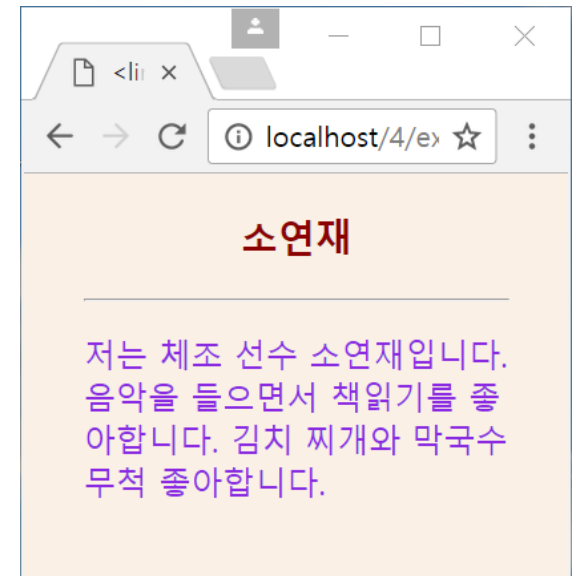 <li
localhost/4/ex
소연재
저는 체조 선수 소연재입니다.
음악을 들으면서 책읽기를 좋
아합니다. 김치 찌개와 막국수
무척 좋아합니다.